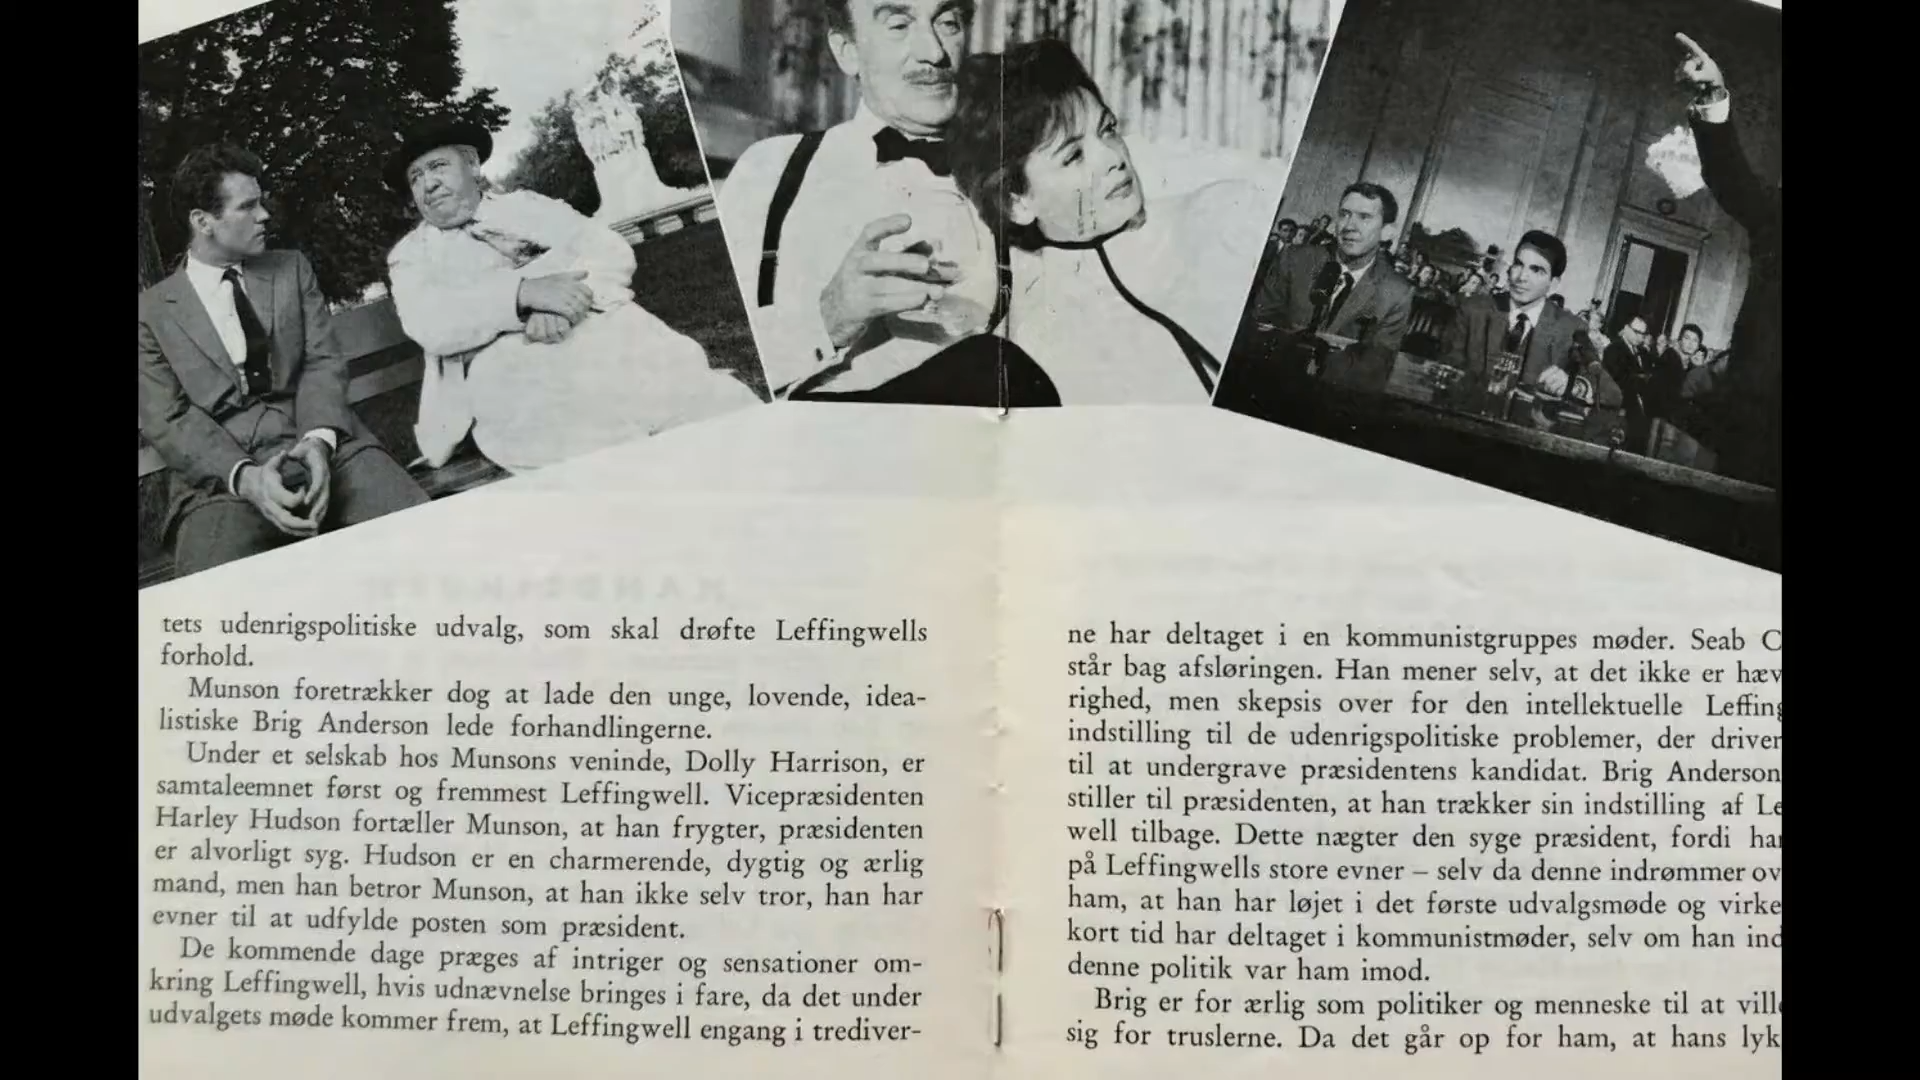 tets udenrigspolitiske udvalg, som skal drøfte Leffingwells
forhold.
Munson foretrækker dog at lade den unge, lovende, idea-
listiske Brig Anderson lede forhandlingerne.
Under et selskab hos Munsons veninde, Dolly Harrison, er
samtaleemnet først og fremmest Leffingwell. Vicepræsidenten
Harley Hudson fortæller Munson, at han frygter, præsidenten
er alvorligt syg. Hudson er en charmerende, dygtig og ærlig
mand, men han betror Munson, at han ikke selv tror, han har
evner til at udfylde posten som præsident.
De kommende dage præges af intriger og sensationer om-
kring Leffingwell, hvis udnævnelse bringes i fare, da det under
udvalgets møde kommer frem, at Leffingwell engang i trediver-
ne har deltaget i en kommunistgruppes møder. Seab C
står bag afsløringen. Han mener selv, at det ikke er hæv
righed, men skepsis over for den intellektuelle Leffing
indstilling til de udenrigspolitiske problemer, der driver
til at undergrave præsidentens kandidat. Brig Anderson
stiller til præsidenten, at han trækker sin indstilling af Le
well tilbage. Dette nægter den syge præsident, fordi ha
på Leffingwells store evner – selv da denne indrømmer ov
ham, at han har løjet i det første udvalgsmøde og virke
kort tid har deltaget i kommunistmøder, selv om han ind
denne politik var ham imod.
Brig er for ærlig som politiker og menneske til at vill
sig for truslerne. Da det går op for ham, at hans lyk